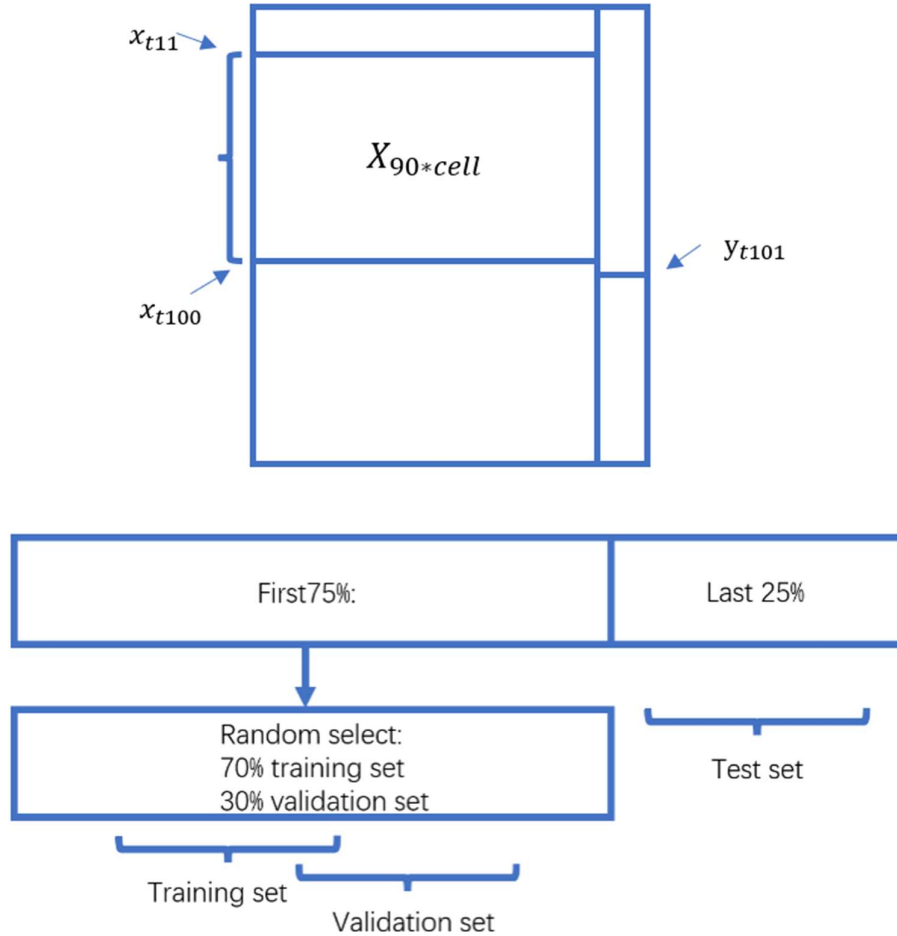 x_{t11}
X_{90*cell}
y_{t101}
x_{t100}
First75%:
Last 25%
Random select:
70% training set
30% validation set
Test set
Training set
Validation set